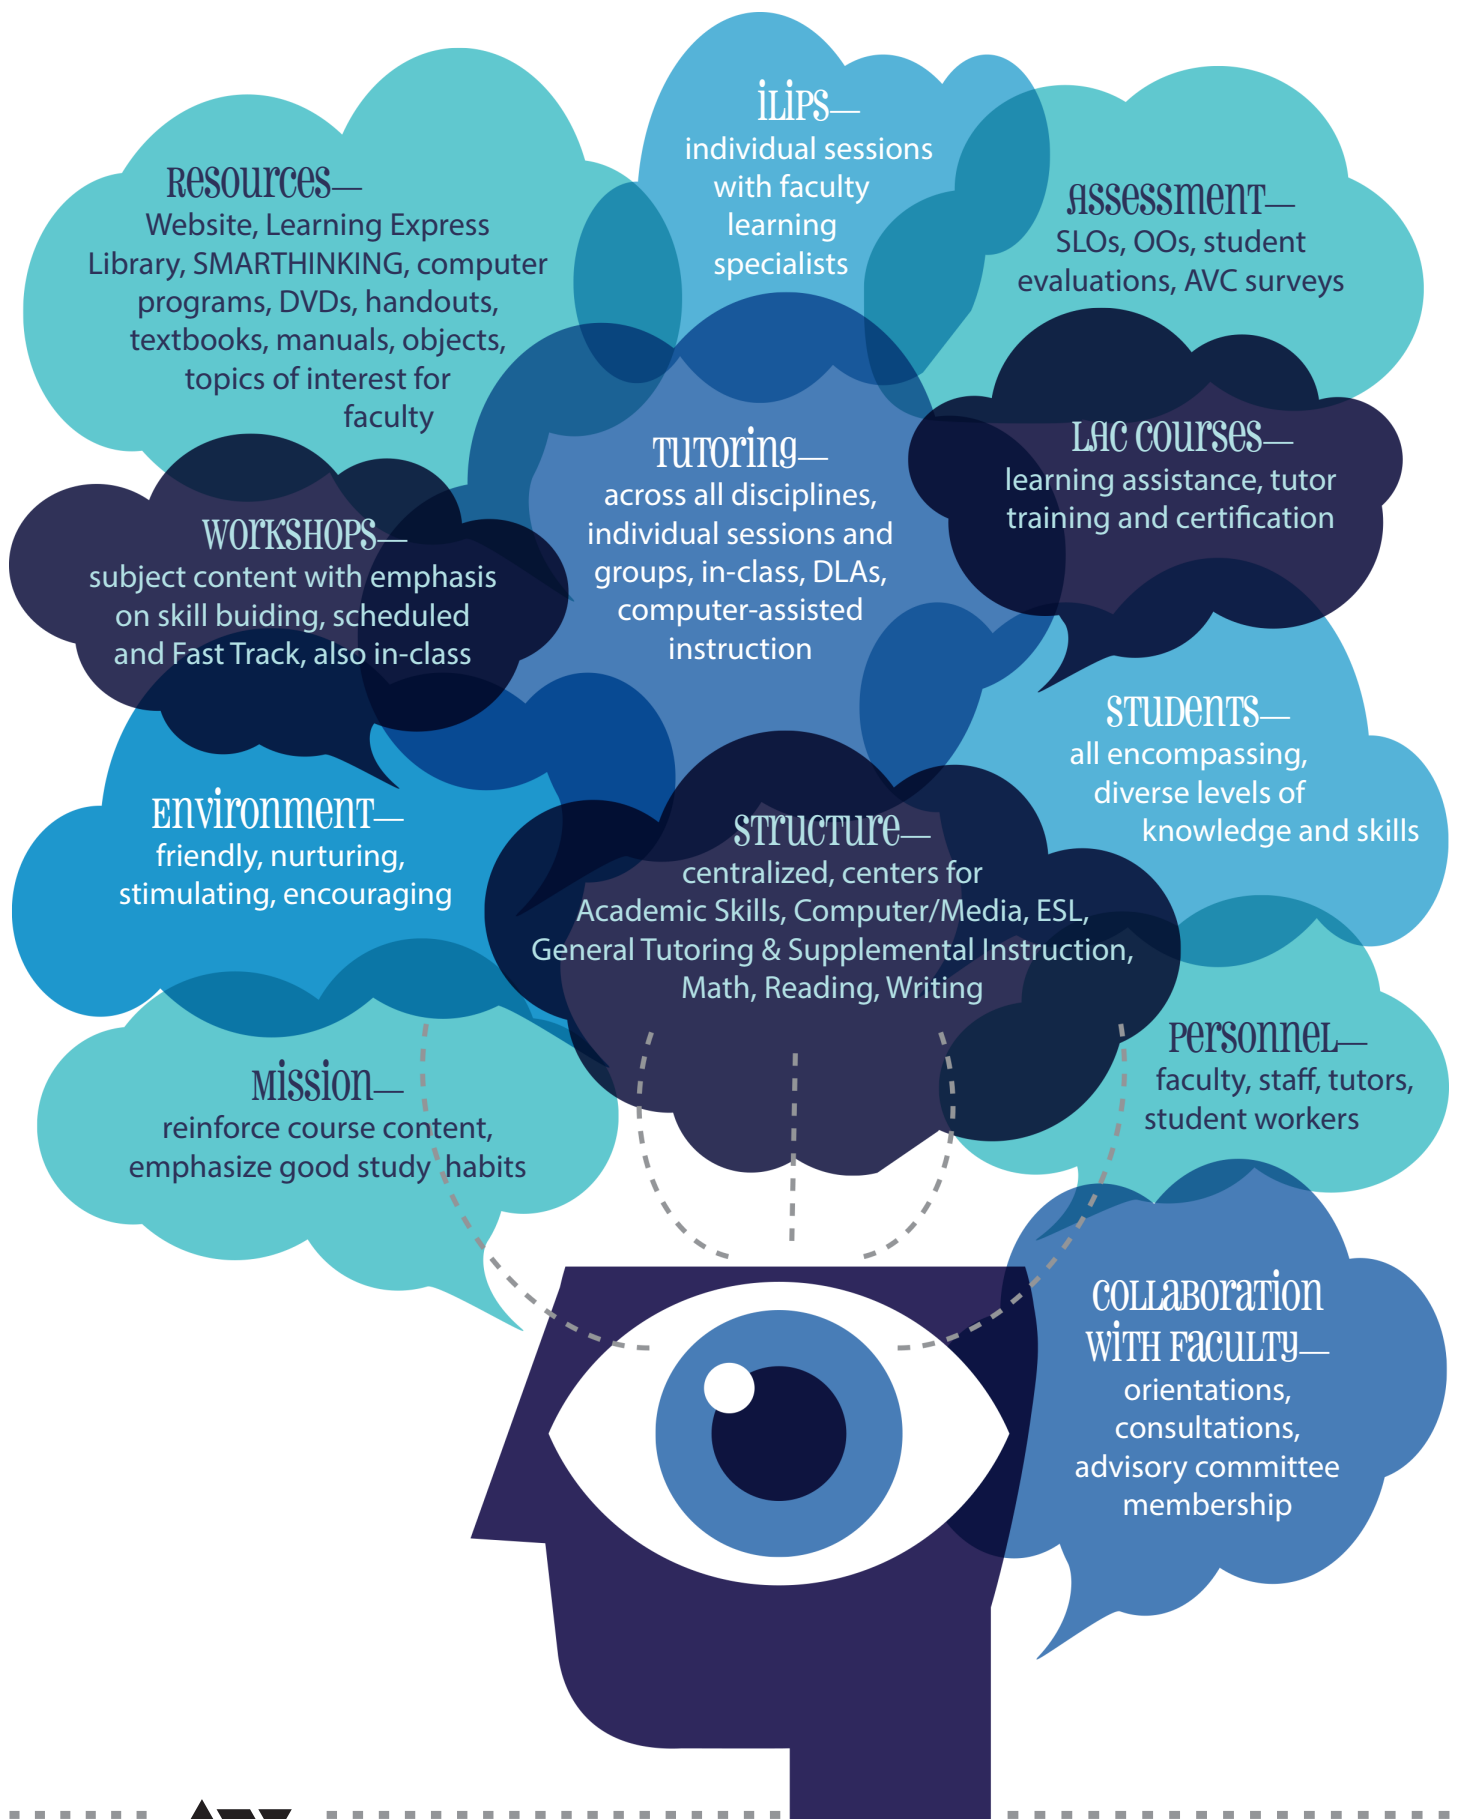 iLiPS—
individual sessions
with faculty
learning
specialists
Resources—
Website, Learning Express
Library, SMARTHINKING, computer
programs, DVDs, handouts,
textbooks, manuals, objects,
topics of interest for
faculty
Assessment—
SLOs, OOs, student
evaluations, AVC surveys
Tutoring—
across all disciplines,
individual sessions and
groups, in-class, DLAs,
computer-assisted
instruction
LAC Courses—
learning assistance, tutor
training and certification
Workshops—
subject content with emphasis
on skill buiding, scheduled
and Fast Track, also in-class
Students—
all encompassing,
diverse levels of
knowledge and skills
Environment—
friendly, nurturing,
stimulating, encouraging
Structure—
centralized, centers for
Academic Skills, Computer/Media, ESL,
General Tutoring & Supplemental Instruction,
Math, Reading, Writing
Personnel—
faculty, staff, tutors,
student workers
Mission—
reinforce course content,
emphasize good study habits
Collaboration
with Faculty—
orientations,
consultations,
advisory committee
membership